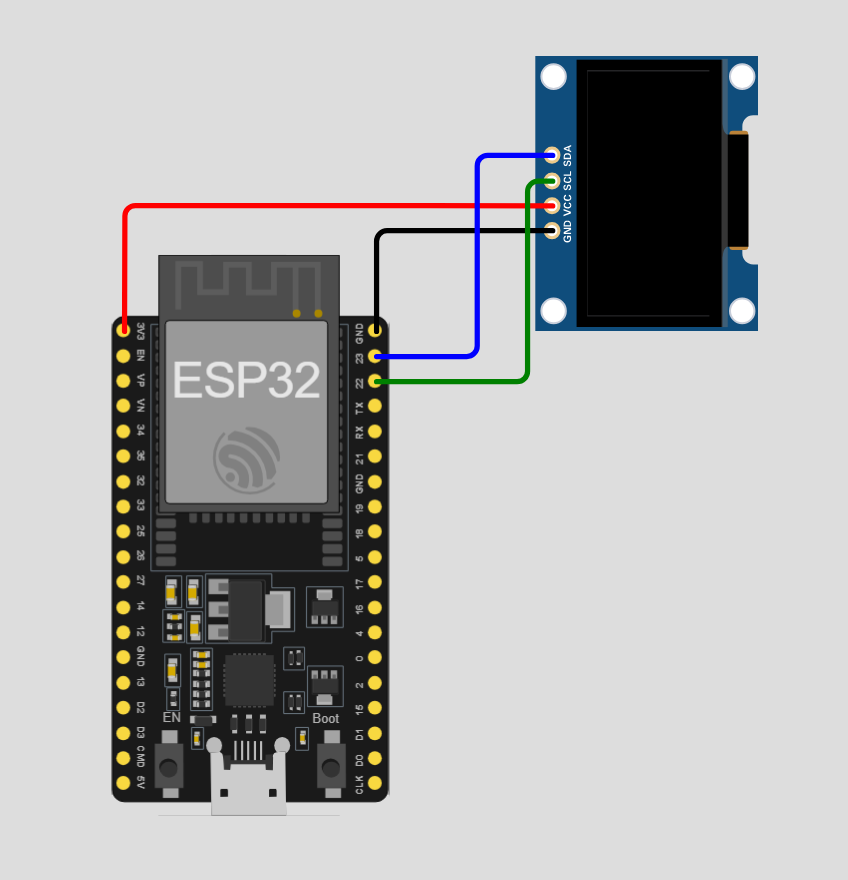 SDA
SCL
VCC
GND
ESP32
3V3
EN
VP
VN
34
35
32
33
25
26
27
14
12
GND
13
D2
D3
CMD
5V
GND
23
22
TX
RX
21
GND
19
18
5
17
16
4
0
2
15
D1
D0
CLK
EN
Boot